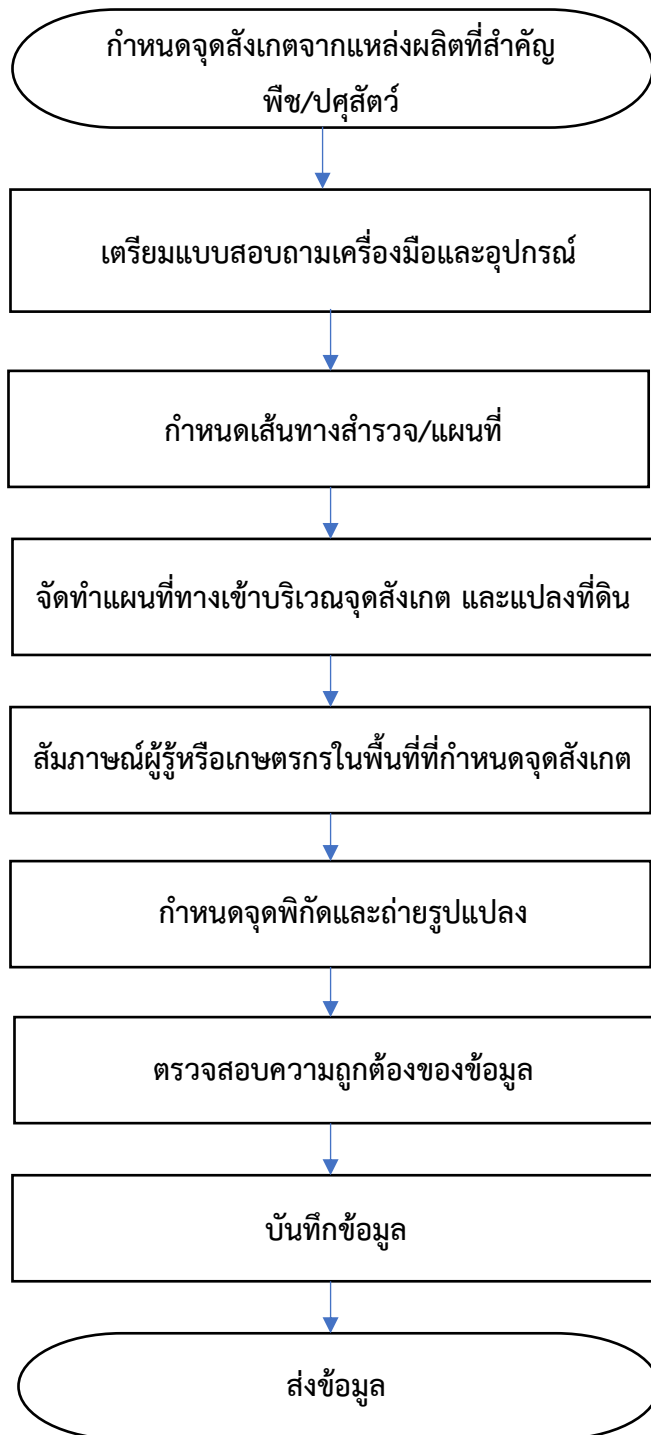 กำหนดจุดสังเกตจากแหล่งผลิตที่สำคัญ
พืช/ปศุสัตว์
เตรียมแบบสอบถามเครื่องมือและอุปกรณ์
กำหนดเส้นทางสำรวจ/แผนที่
จัดทำแผนที่ทางเข้าบริเวณจุดสังเกต และแปลงที่ดิน
สัมภาษณ์ผู้รู้หรือเกษตรกรในพื้นที่ที่กำหนดจุดสังเกต
กำหนดจุดพิกัดและถ่ายรูปแปลง
ตรวจสอบความถูกต้องของข้อมูล
บันทึกข้อมูล
ส่งข้อมูล